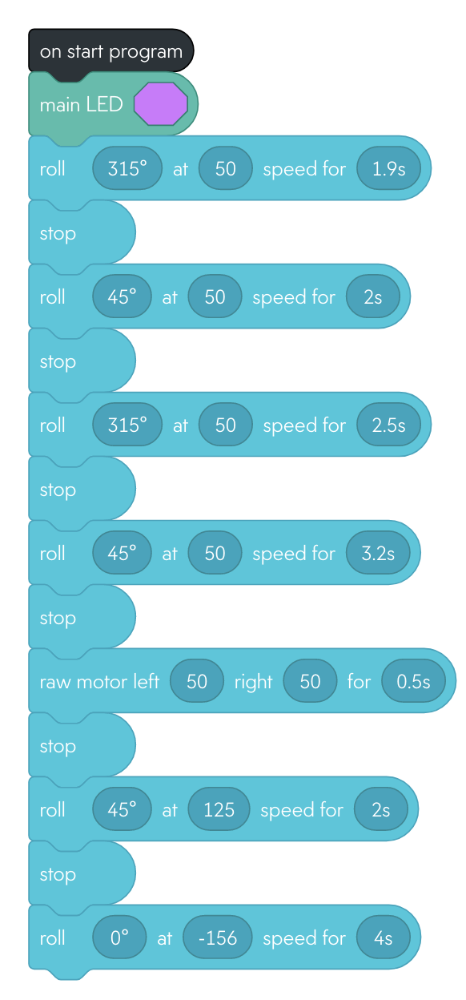 on start program
main LED
roll 315° at 50 speed for 1.9s
stop
roll 45° at 50 speed for 2s
stop
roll 315° at 50 speed for 2.5s
stop
roll 45° at 50 speed for 3.2s
stop
raw motor left 50 right 50 for 0.5s
stop
roll 45° at 125 speed for 2s
stop
roll 0° at -156 speed for 4s